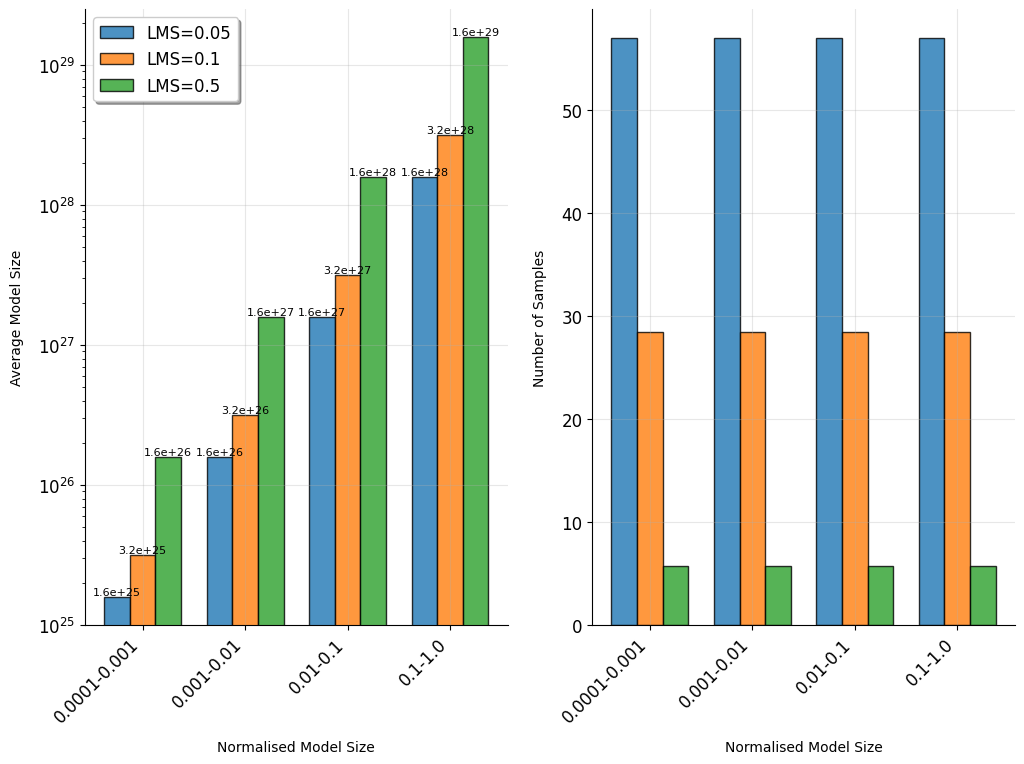 LMS=0.05
LMS=0.1
LMS=0.5
Average Model Size
10^29
10^28
10^27
10^26
10^25
1.6e+25
3.2e+25
1.6e+26
1.6e+26
3.2e+26
1.6e+27
1.6e+27
3.2e+27
1.6e+28
1.6e+28
3.2e+28
1.6e+29
0.0001-0.001
0.001-0.01
0.01-0.1
0.1-1.0
Normalised Model Size
Number of Samples
50
40
30
20
10
0
0.0001-0.001
0.001-0.01
0.01-0.1
0.1-1.0
Normalised Model Size